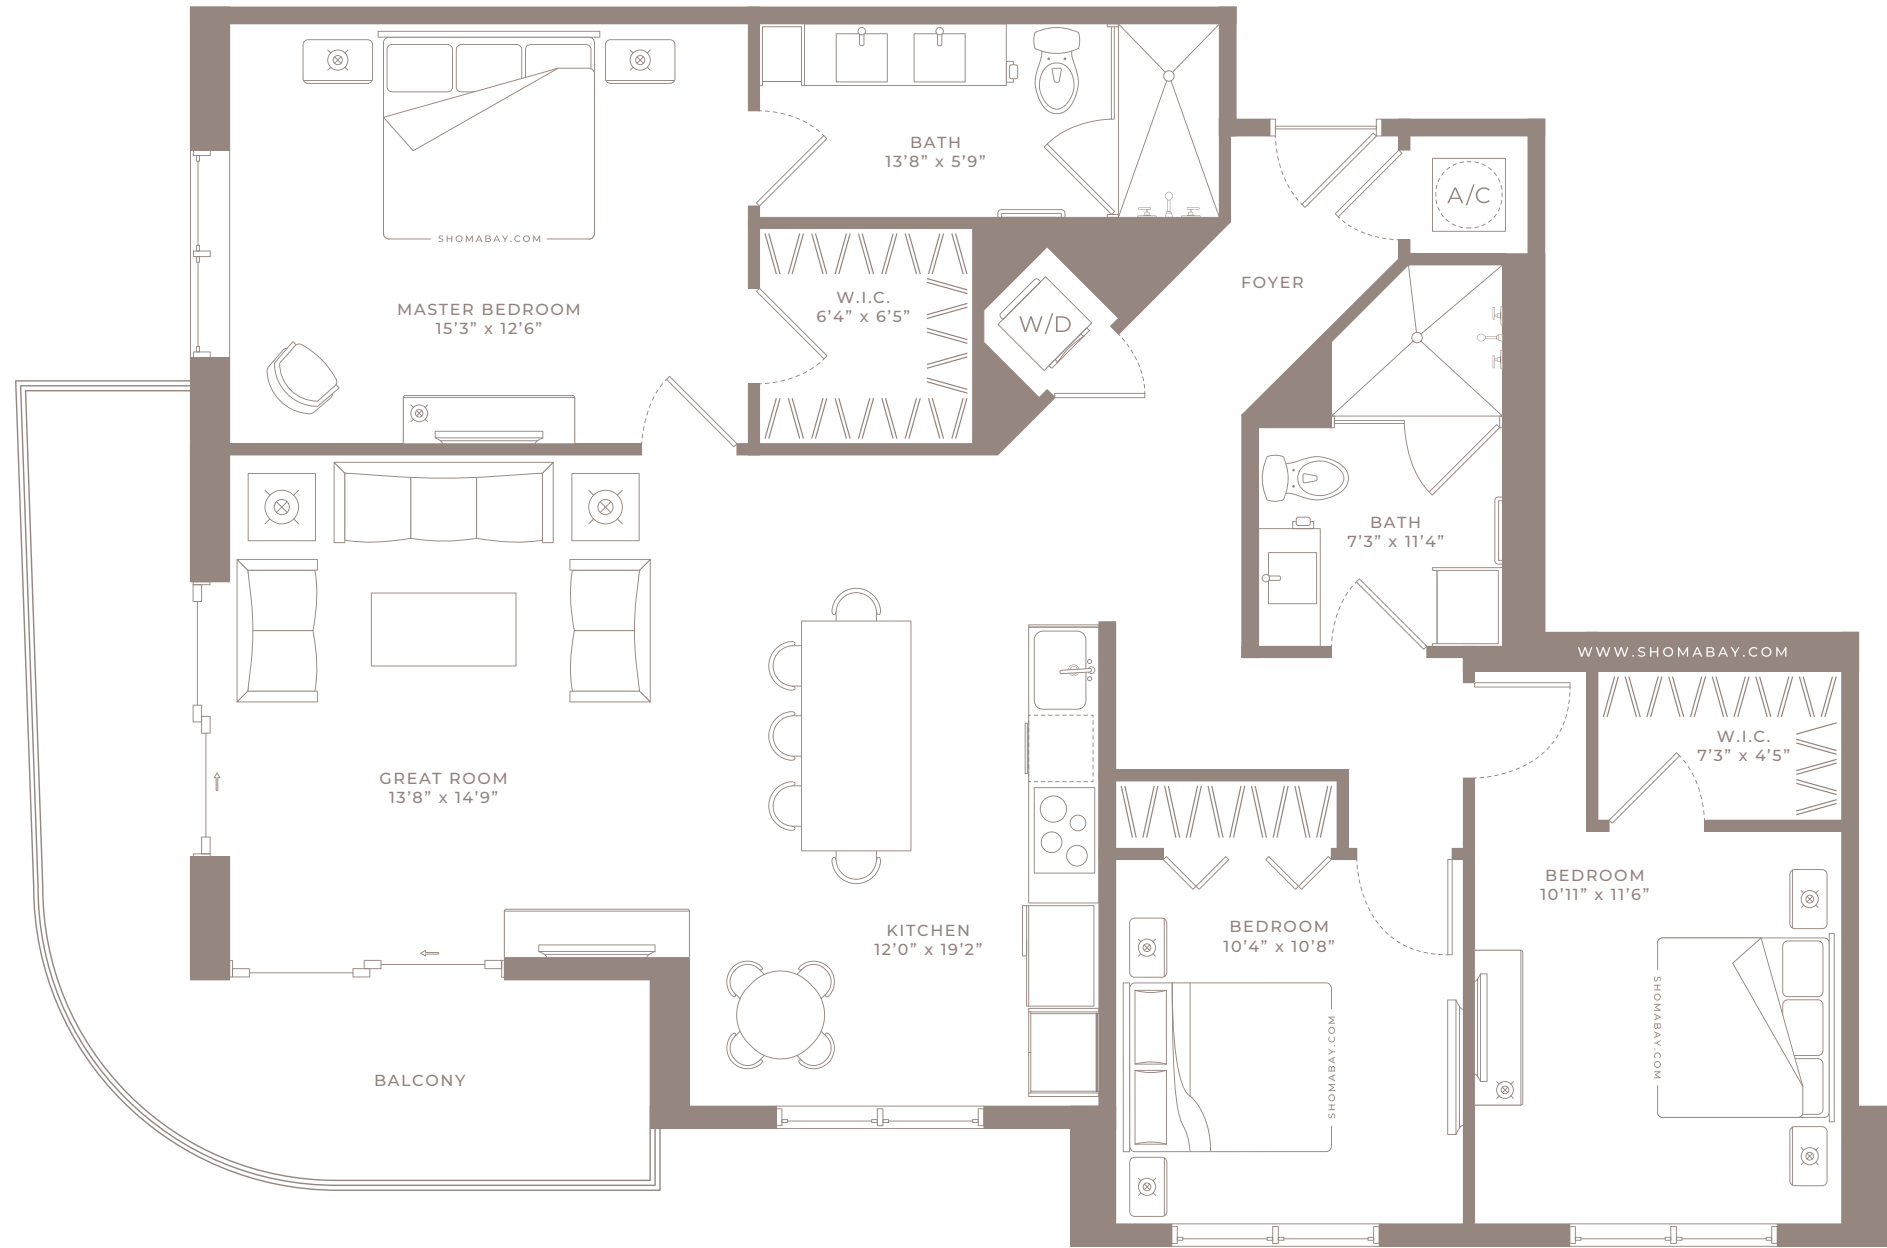 BATH
13’8” x 5’9”
A/C
SHOMABAY.COM
FOYER
MASTER BEDROOM
15’3” x 12’6”
W.I.C.
6’4” x 6’5”
W/D
BATH
7’3” x 11’4”
WWW.SHOMABAY.COM
W.I.C.
7’3” x 4’5”
GREAT ROOM
13’8” x 14’9”
BEDROOM
10’11” x 11’6”
KITCHEN
12’0” x 19’2”
BEDROOM
10’4” x 10’8”
SHOMABAY.COM
SHOMABAY.COM
BALCONY